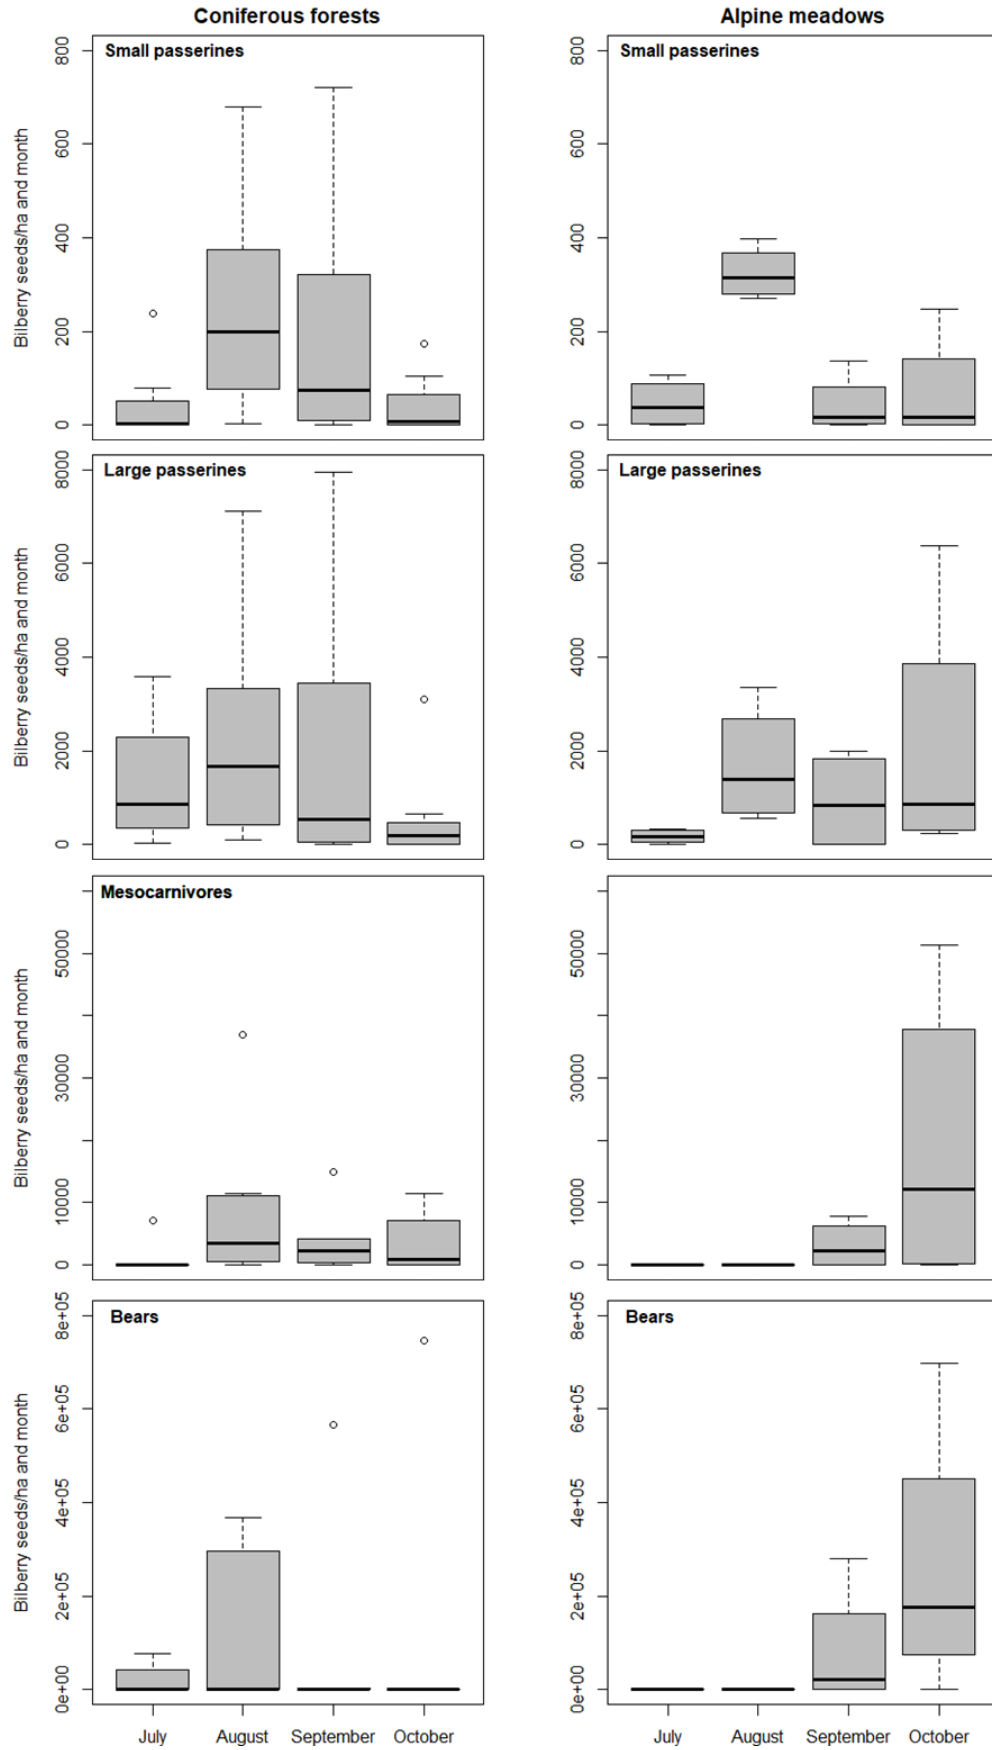 Coniferous forests
Alpine meadows
Bilberry seeds/ha and month
800
600
400
200
0
Small passerines
800
600
400
200
0
Small passerines
Bilberry seeds/ha and month
8000
6000
4000
2000
0
Large passerines
8000
6000
4000
2000
0
Large passerines
Bilberry seeds/ha and month
50000
30000
10000
0
Mesocarnivores
50000
30000
10000
0
Bilberry seeds/ha and month
8e+05
6e+05
4e+05
2e+05
0e+00
Bears
8e+05
6e+05
4e+05
2e+05
0e+00
Bears
July August September October
July August September October